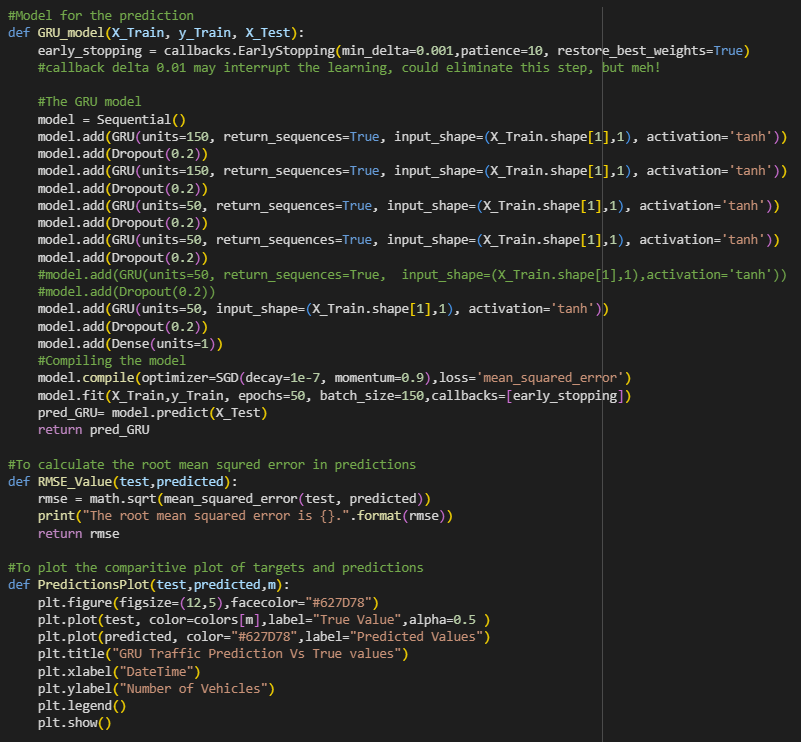 #Model for the prediction
def GRU_model(X_Train, y_Train, X_Test):
    early_stopping = callbacks.EarlyStopping(min_delta=0.001,patience=10, restore_best_weights=True)
    #callback delta 0.01 may interrupt the learning, could eliminate this step, but meh!

    #The GRU model
    model = Sequential()
    model.add(GRU(units=150, return_sequences=True, input_shape=(X_Train.shape[1],1), activation='tanh'))
    model.add(Dropout(0.2))
    model.add(GRU(units=150, return_sequences=True, input_shape=(X_Train.shape[1],1), activation='tanh'))
    model.add(Dropout(0.2))
    model.add(GRU(units=50, return_sequences=True, input_shape=(X_Train.shape[1],1), activation='tanh'))
    model.add(Dropout(0.2))
    model.add(GRU(units=50, return_sequences=True, input_shape=(X_Train.shape[1],1), activation='tanh'))
    model.add(Dropout(0.2))
    #model.add(GRU(units=50, return_sequences=True,  input_shape=(X_Train.shape[1],1),activation='tanh'))
    #model.add(Dropout(0.2))
    model.add(GRU(units=50, input_shape=(X_Train.shape[1],1), activation='tanh'))
    model.add(Dropout(0.2))
    model.add(Dense(units=1))
    #Compiling the model
    model.compile(optimizer=SGD(decay=1e-7, momentum=0.9),loss='mean_squared_error')
    model.fit(X_Train,y_Train, epochs=50, batch_size=150,callbacks=[early_stopping])
    pred_GRU= model.predict(X_Test)
    return pred_GRU

#To calculate the root mean squred error in predictions
def RMSE_Value(test,predicted):
    rmse = math.sqrt(mean_squared_error(test, predicted))
    print("The root mean squared error is {}.".format(rmse))
    return rmse

#To plot the comparitive plot of targets and predictions
def PredictionsPlot(test,predicted,m):
    plt.figure(figsize=(12,5),facecolor="#627D78")
    plt.plot(test, color=colors[m],label="True Value",alpha=0.5 )
    plt.plot(predicted, color="#627D78",label="Predicted Values")
    plt.title("GRU Traffic Prediction Vs True values")
    plt.xlabel("DateTime")
    plt.ylabel("Number of Vehicles")
    plt.legend()
    plt.show()